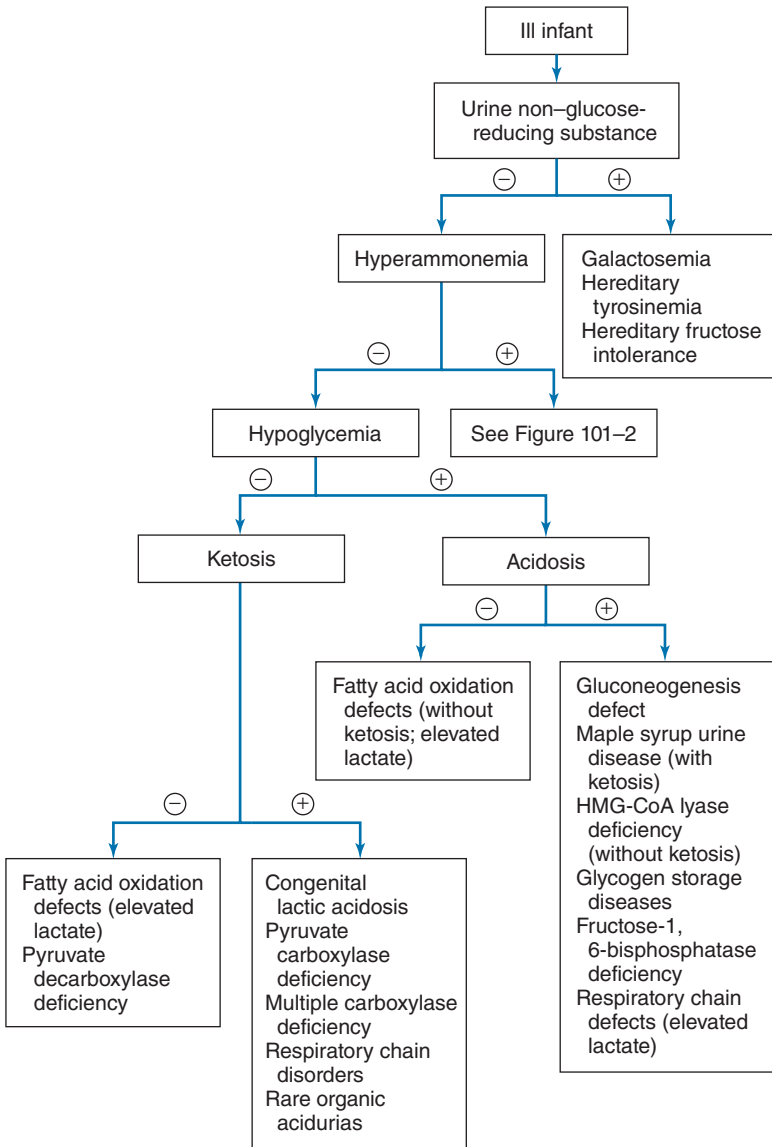 Ill infant
Urine non–glucose-
reducing substance
⊖
⊕
Hyperammonemia
Galactosemia
Hereditary
tyrosinemia
Hereditary fructose
intolerance
⊖
⊕
Hypoglycemia
See Figure 101–2
⊖
⊕
Ketosis
Acidosis
⊖
⊕
Fatty acid oxidation
defects (without
ketosis; elevated
lactate)
Gluconeogenesis
defect
Maple syrup urine
disease (with
ketosis)
HMG-CoA lyase
deficiency
(without ketosis)
Glycogen storage
diseases
Fructose-1,
6-bisphosphatase
deficiency
Respiratory chain
defects (elevated
lactate)
⊖
⊕
Fatty acid oxidation
defects (elevated
lactate)
Pyruvate
decarboxylase
deficiency
Congenital
lactic acidosis
Pyruvate
carboxylase
deficiency
Multiple carboxylase
deficiency
Respiratory chain
disorders
Rare organic
acidurias